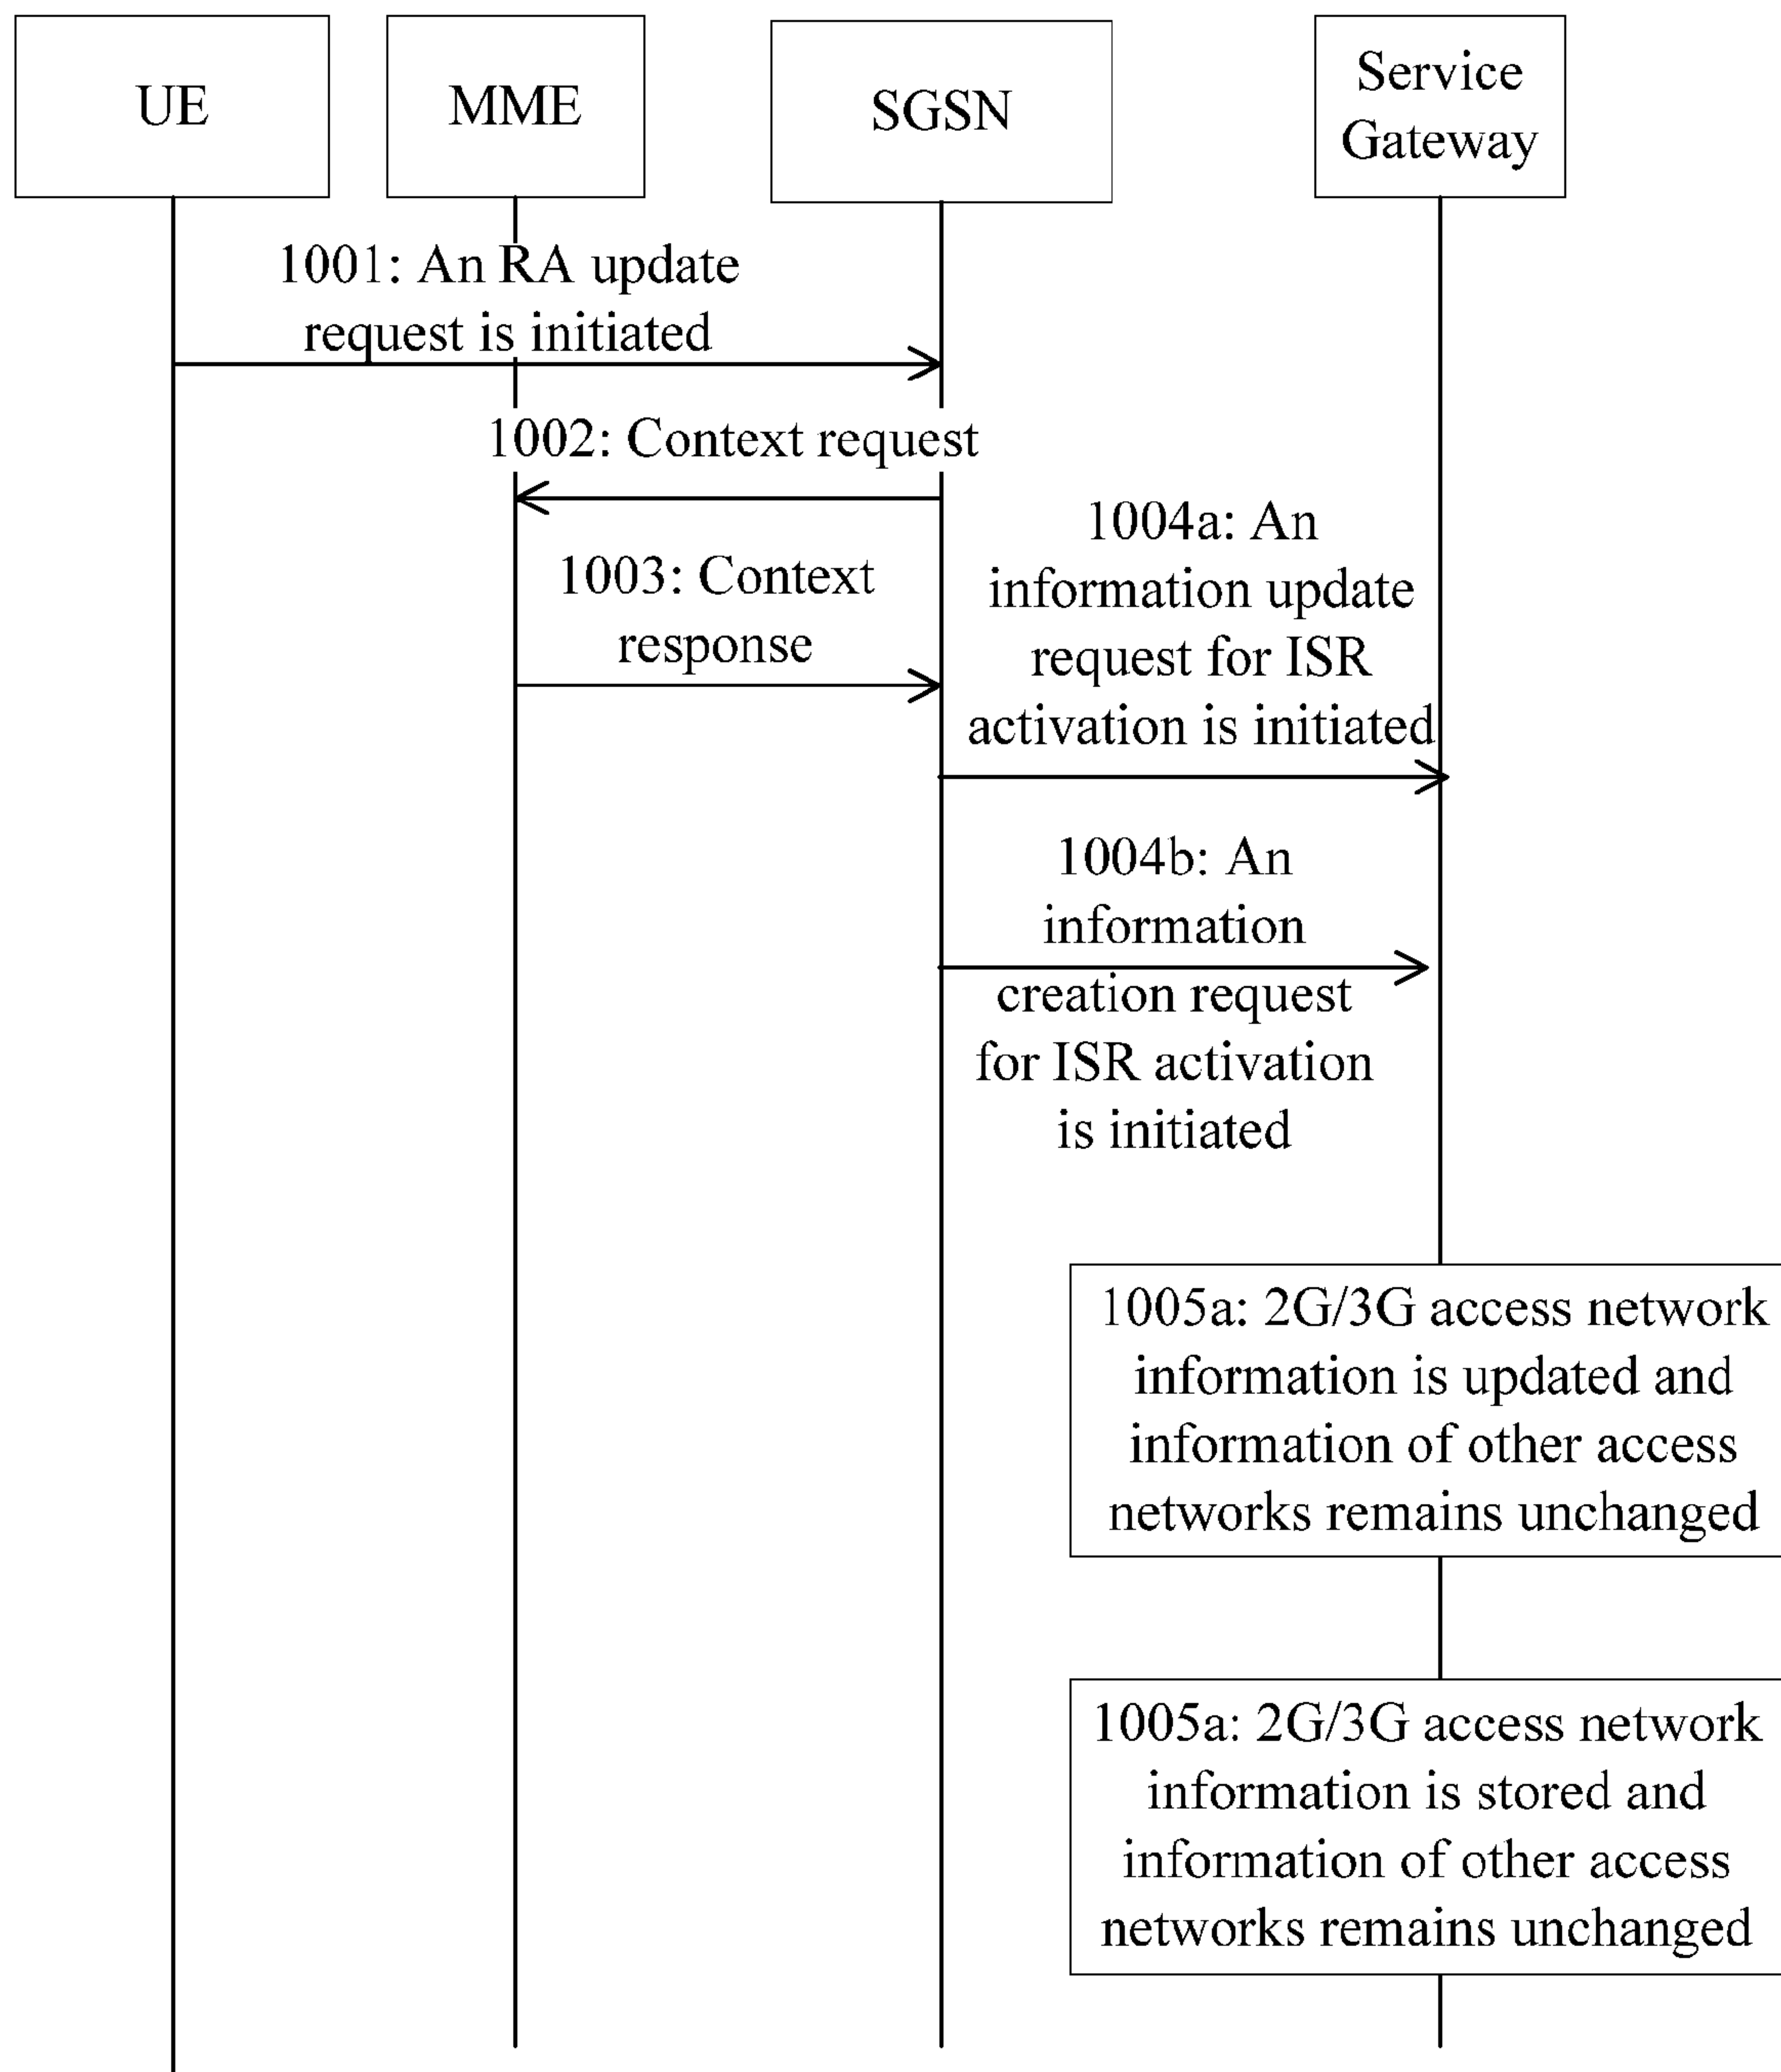 UE
MME
SGSN
Service
Gateway
1001: An RA update
request is initiated
1002: Context request
1003: Context
response
1004a: An
information update
request for ISR
activation is initiated
1004b: An
information
creation request
for ISR activation
is initiated
1005a: 2G/3G access network
information is updated and
information of other access
networks remains unchanged
1005a: 2G/3G access network
information is stored and
information of other access
networks remains unchanged